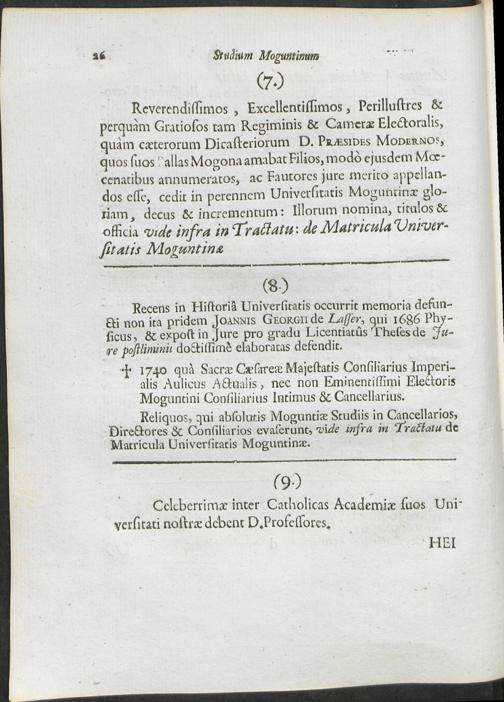 26 Studium Moguntinum
(7.)
Reverendiſſimos , Excellentiſſimos , Perilluſtres &
perquàm Gratioſos tam Regiminis & Cameræ Electoralis,
quàm cæterorum Dicaſteriorum D. PRÆSIDES MODERNOS,
quos ſuos Pallas Mogona amabat Filios, modò ejusdem Mœ-
cenatibus annumeratos, ac Fautores jure merito appellan-
dos eſſe, cedit in perennem Univerſitatis Moguntinæ glo-
riam, decus & incrementum: Illorum nomina, titulos &
officia vide infra in Tractatu: de Matricula Univer-
ſitatis Moguntinæ
(8.)
Recens in Hiſtoriâ Univerſitatis occurrit memoria defun-
cti non ita pridem JOANNIS GEORGII de Laſſer, qui 1686 Phy-
ſicus, & expoſt in Jure pro gradu Licentiatûs Theſes de Ju-
re poſtliminii doctiſſimè elaboratas defendit.
✝ 1740 quà Sacræ Cæſareæ Majeſtatis Conſiliarius Imperi-
alis Aulicus Actualis, nec non Eminentiſſimi Electoris
Moguntini Conſiliarius Intimus & Cancellarius.
Reliquos, qui abſolutis Moguntiæ Studiis in Cancellarios,
Directores & Conſiliarios evaſerunt, vide infra in Tractatu de
Matricula Univerſitatis Moguntinæ.
(9.)
Celeberrimæ inter Catholicas Academiæ ſuos Uni-
verſitati noſtræ debent D.Profeſſores.
HEI